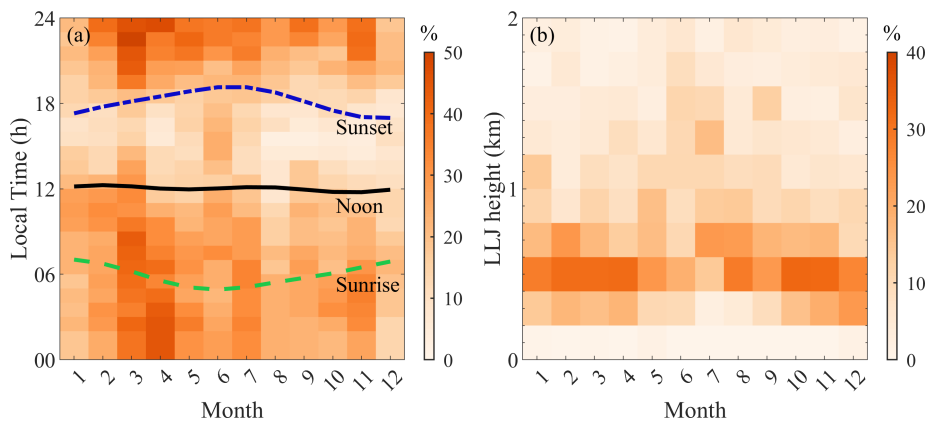 (a)
%
Local Time (h)
24
18
12
06
00
Sunset
Noon
Sunrise
1 2 3 4 5 6 7 8 9 10 11 12
Month
50
40
30
20
10
0
(b)
%
LLJ height (km)
2
1
0
1 2 3 4 5 6 7 8 9 10 11 12
Month
40
30
20
10
0